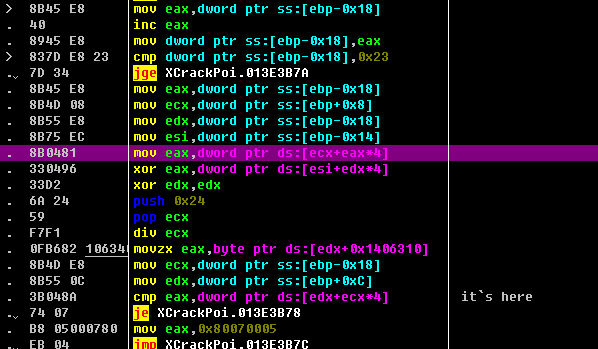 > 8B45 E8 mov eax,dword ptr ss:[ebp-0x18]
. 40 inc eax
. 8945 E8 mov dword ptr ss:[ebp-0x18],eax
> 837D E8 23 cmp dword ptr ss:[ebp-0x18],0x23
. 7D 34 jge XCrackPoi.013E3B7A
. 8B45 E8 mov eax,dword ptr ss:[ebp-0x18]
. 8B4D 08 mov ecx,dword ptr ss:[ebp+0x8]
. 8B55 E8 mov edx,dword ptr ss:[ebp-0x18]
. 8B75 EC mov esi,dword ptr ss:[ebp-0x14]
. 8B0481 mov eax,dword ptr ds:[ecx+eax*4]
. 330496 xor eax,dword ptr ds:[esi+edx*4]
. 33D2 xor edx,edx
. 6A 24 push 0x24
. 59 pop ecx
. F7F1 div ecx
. 0FB682 106340 movzx eax,byte ptr ds:[edx+0x1406310]
. 8B4D E8 mov ecx,dword ptr ss:[ebp-0x18]
. 8B55 0C mov edx,dword ptr ss:[ebp+0xC]
. 3B048A cmp eax,dword ptr ds:[edx+ecx*4] it`s here
. 74 07 je XCrackPoi.013E3B78
. B8 05000780 mov eax,0x80070005
. EB 04 jmp XCrackPoi.013E3B7C